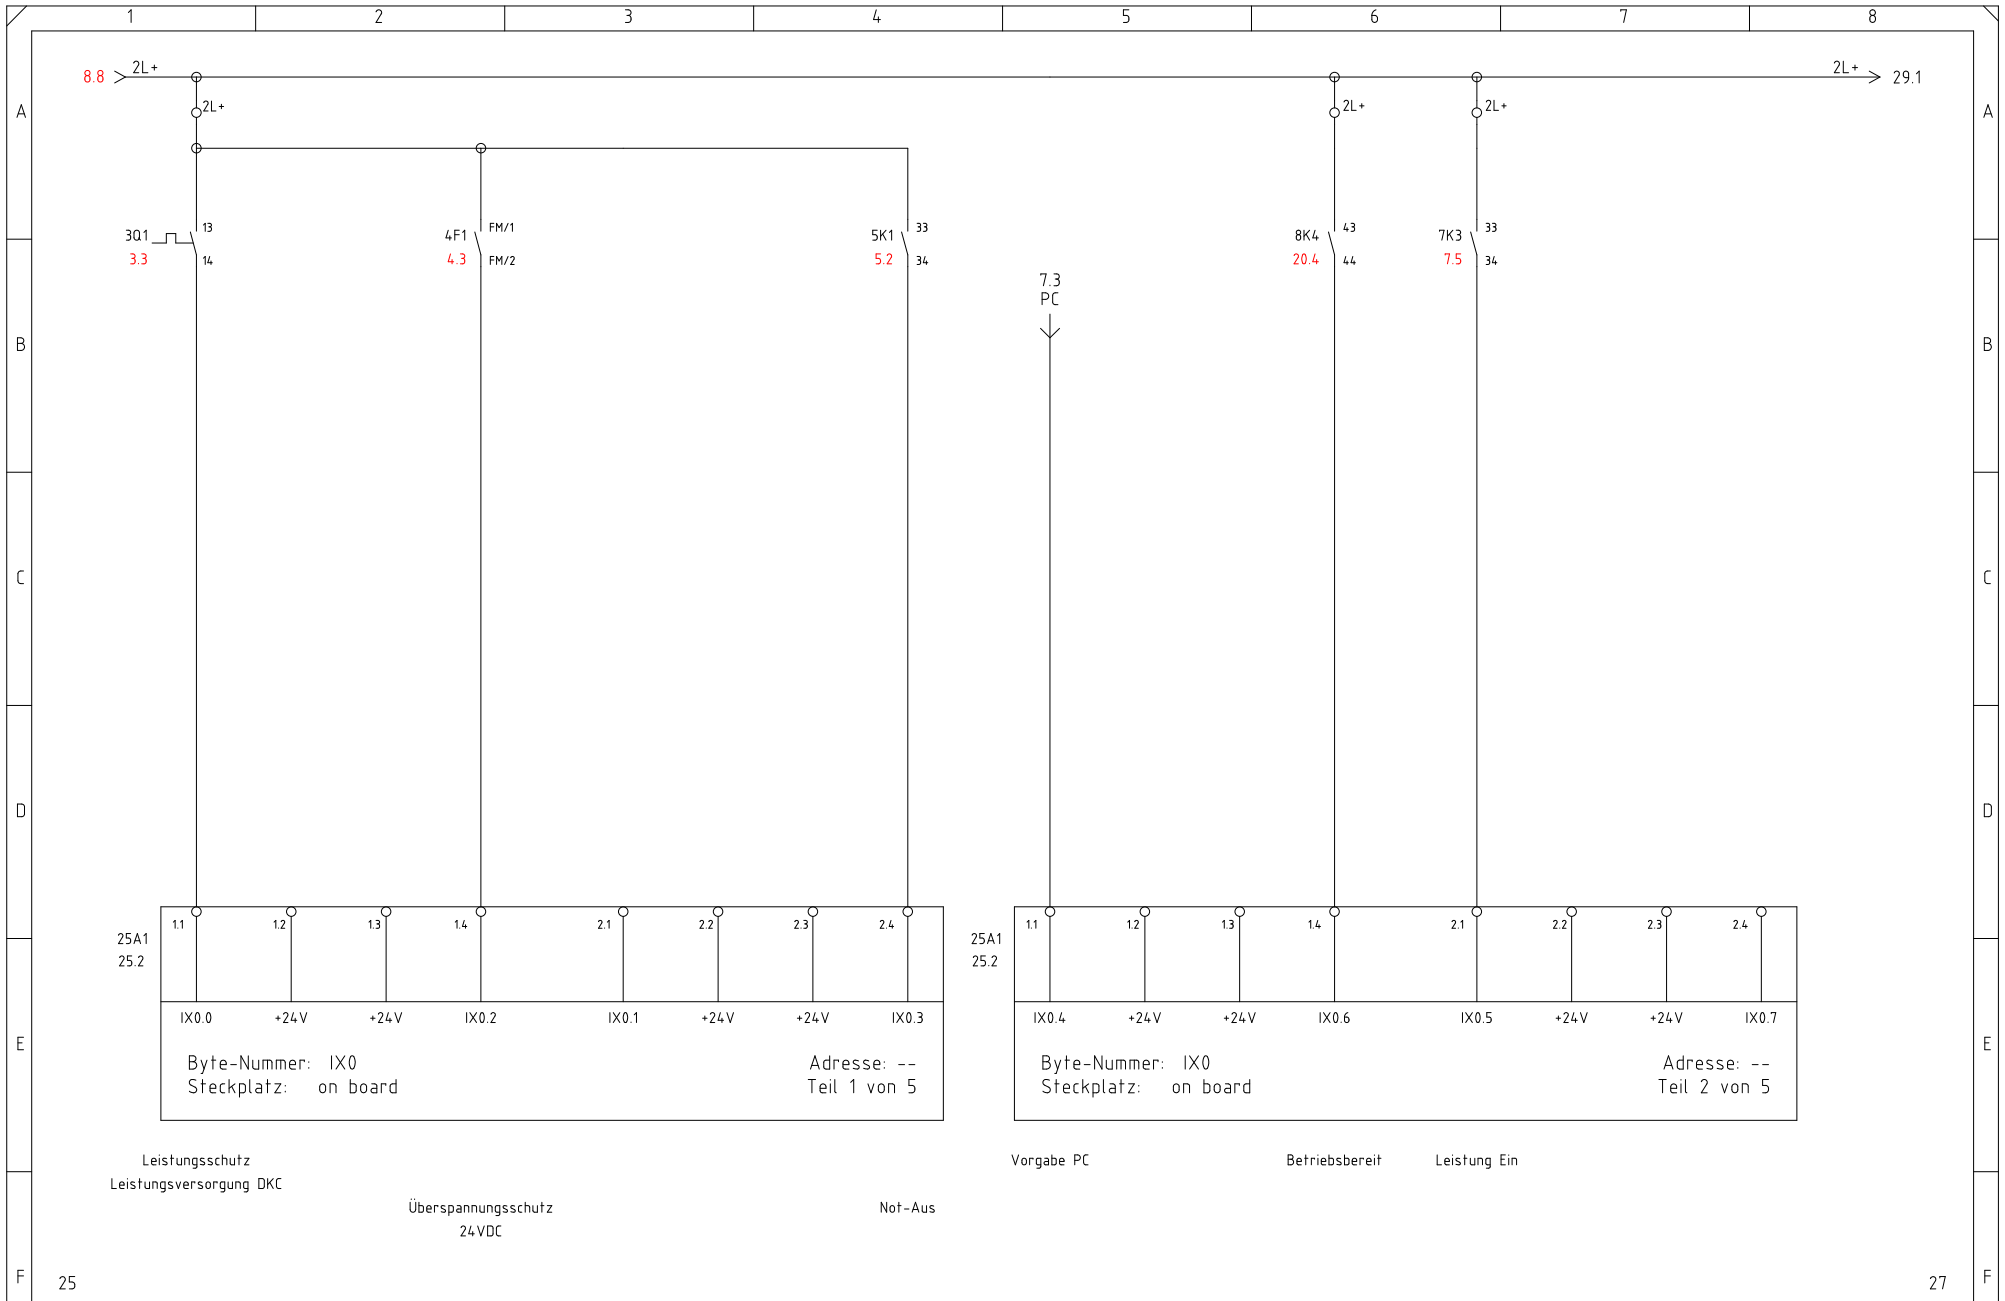 1 2 3 4 5 6 7 8
8.8 2L+ 2L+ 29.1
A 2L+ 2L+ 2L+ A
13 FM/1 33 43 33
3Q1 4F1 5K1 8K4 7K3
3.3 14 4.3 FM/2 5.2 34 20.4 44 7.5 34
7.3
PC
B B
C C
D D
1.1 1.2 1.3 1.4 2.1 2.2 2.3 2.4 1.1 1.2 1.3 1.4 2.1 2.2 2.3 2.4
25A1 25A1
25.2 25.2
IX0.0 +24V +24V IX0.2 IX0.1 +24V +24V IX0.3 IX0.4 +24V +24V IX0.6 IX0.5 +24V +24V IX0.7
E E
Byte-Nummer: IX0 Adresse: -- Byte-Nummer: IX0 Adresse: --
Steckplatz: on board Teil 1 von 5 Steckplatz: on board Teil 2 von 5
Leistungsschutz Vorgabe PC Betriebsbereit Leistung Ein
Leistungsversorgung DKC
Überspannungsschutz Not-Aus
24VDC
F 25 27 F